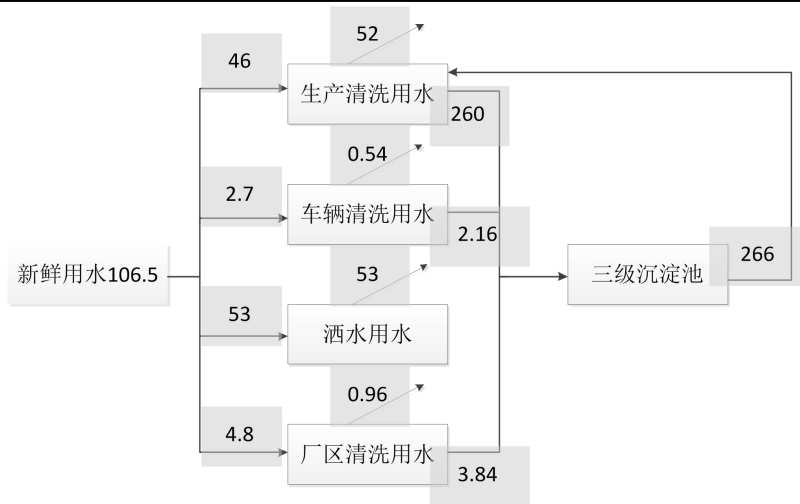 52
46
生产清洗用水
260
0.54
2.7
车辆清洗用水
2.16
新鲜用水106.5
53
三级沉淀池
266
53
洒水用水
0.96
4.8
厂区清洗用水
3.84